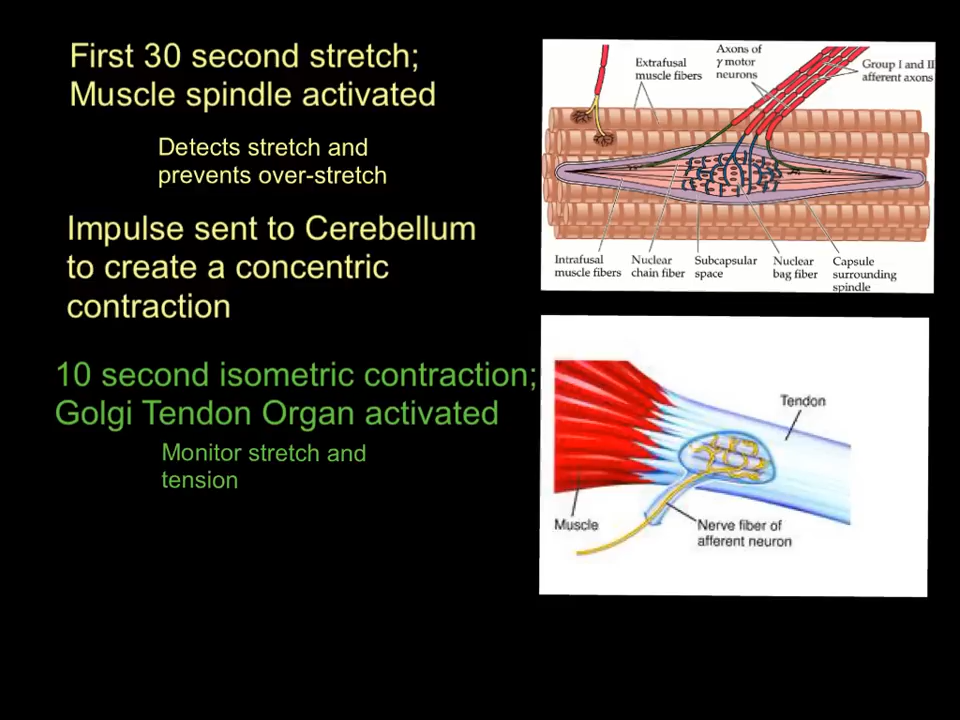 First 30 second stretch;
Muscle spindle activated
Detects stretch and
prevents over-stretch
Impulse sent to Cerebellum
to create a concentric
contraction
10 second isometric contraction;
Golgi Tendon Organ activated
Monitor stretch and
tension
Extrafusal
muscle fibers
Axons of
γ motor
neurons
Group I and II
afferent axons
Intrafusal
muscle fibers
Nuclear
chain fiber
Subcapsular
space
Nuclear
bag fiber
Capsule
surrounding
spindle
Tendon
Muscle
Nerve fiber of
afferent neuron